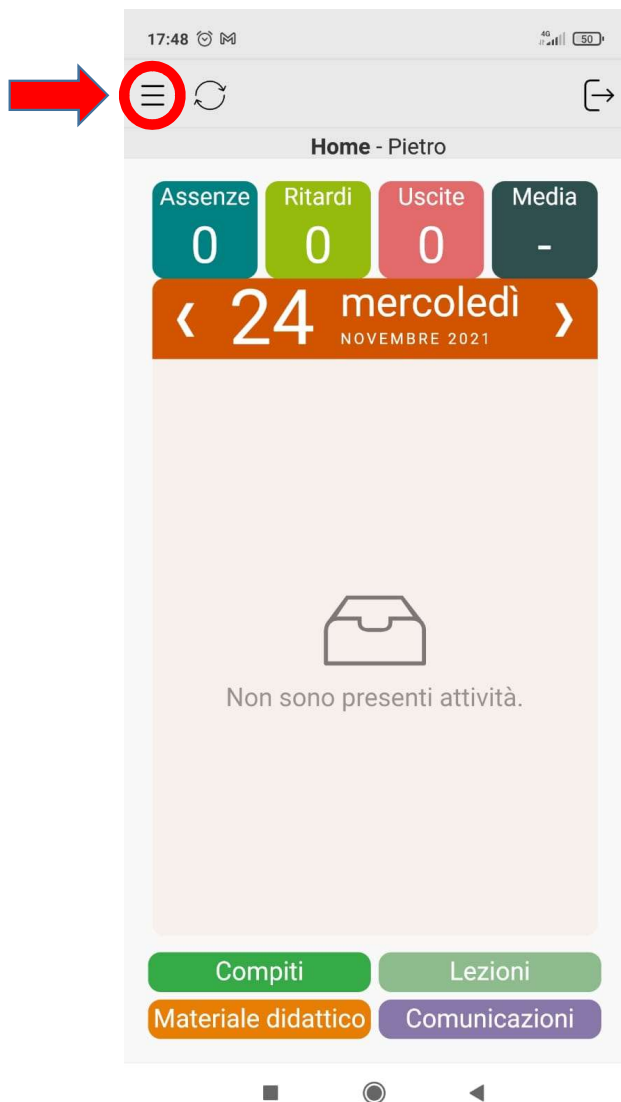 17:48
4G 50
Home - Pietro
Assenze Ritardi Uscite Media
0 0 0 -
24 mercoledì
NOVEMBRE 2021
Non sono presenti attività.
Compiti Lezioni
Materiale didattico Comunicazioni